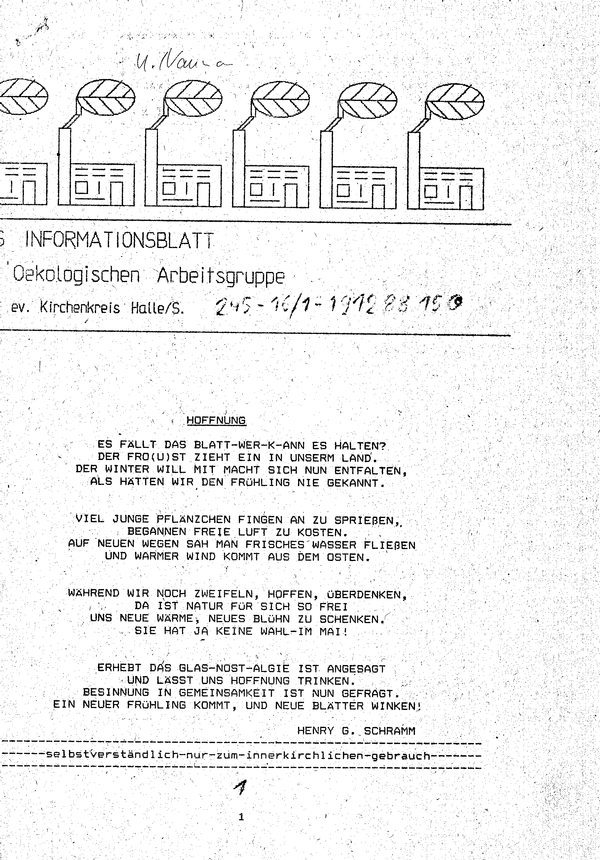 INFORMATIONSBLATT
Oekologischen Arbeitsgruppe
ev. Kirchenkreis Halle/S. 245-16/1-1912 88 150
HOFFNUNG
ES FÄLLT DAS BLATT-WER-K-ANN ES HALTEN?
DER FRO(U)ST ZIEHT EIN IN UNSERM LAND.
DER WINTER WILL MIT MACHT SICH NUN ENTFALTEN,
ALS HÄTTEN WIR DEN FRÜHLING NIE GEKANNT.
VIEL JUNGE PFLÄNZCHEN FINGEN AN ZU SPRIEßEN,
BEGANNEN FREIE LUFT ZU KOSTEN.
AUF NEUEN WEGEN SAH MAN FRISCHES WASSER FLIEßEN
UND WARMER WIND KOMMT AUS DEM OSTEN.
WÄHREND WIR NOCH ZWEIFELN, HOFFEN, ÜBERDENKEN,
DA IST NATUR FÜR SICH SO FREI
UNS NEUE WÄRME, NEUES BLÜHN ZU SCHENKEN.
SIE HAT JA KEINE WAHL-IM MAI!
ERHEBT DAS GLAS-NOST-ALGIE IST ANGESAGT
UND LÄSST UNS HOFFNUNG TRINKEN.
BESINNUNG IN GEMEINSAMKEIT IST NUN GEFRAGT.
EIN NEUER FRÜHLING KOMMT, UND NEUE BLÄTTER WINKEN!
HENRY G. SCHRAMM
------selbstverständlich-nur-zum-innerkirchlichen-gebrauch-------
1
1